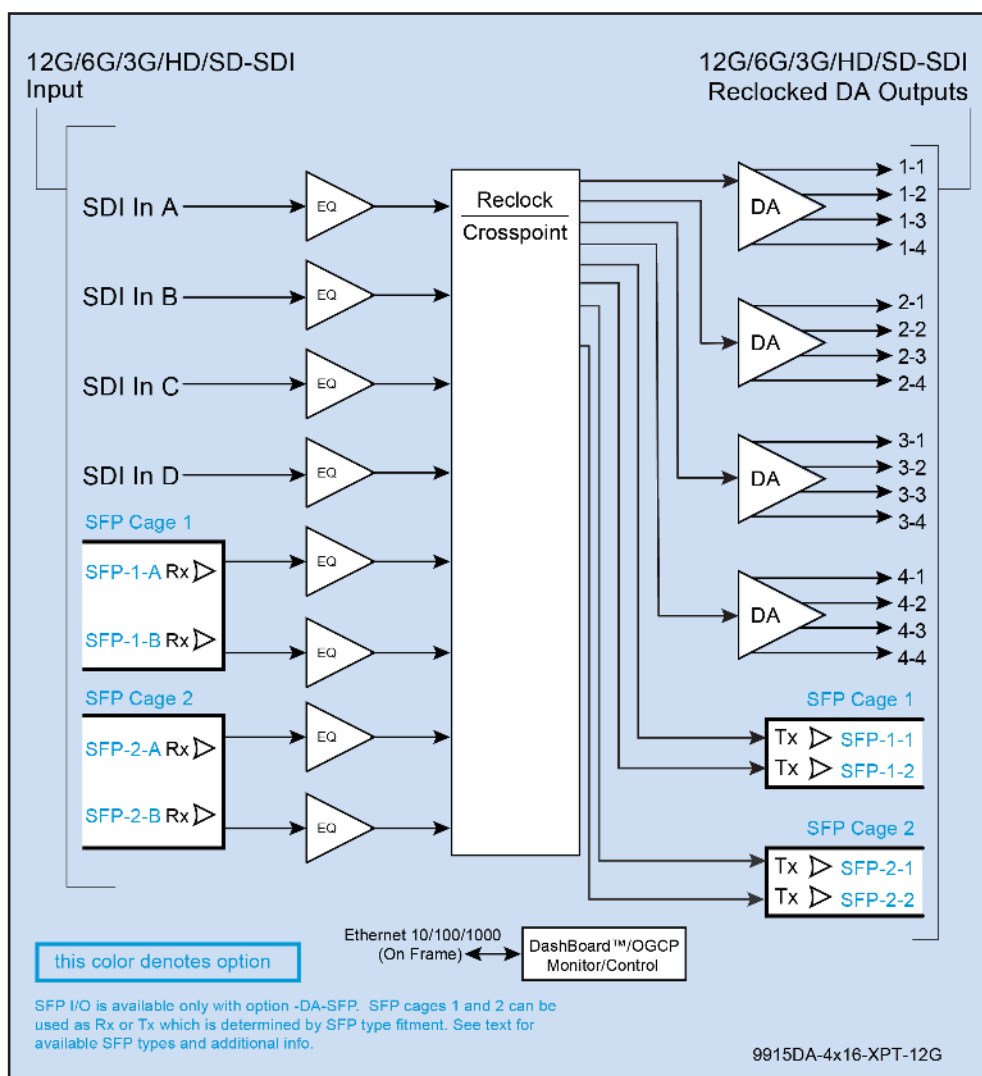 12G/6G/3G/HD/SD-SDI
Input
12G/6G/3G/HD/SD-SDI
Reclocked DA Outputs
SDI In A
EQ
SDI In B
EQ
SDI In C
EQ
SDI In D
EQ
SFP Cage 1
SFP-1-A Rx
EQ
SFP-1-B Rx
EQ
SFP Cage 2
SFP-2-A Rx
EQ
SFP-2-B Rx
EQ
Reclock
Crosspoint
DA
1-1
1-2
1-3
1-4
DA
2-1
2-2
2-3
2-4
DA
3-1
3-2
3-3
3-4
DA
4-1
4-2
4-3
4-4
SFP Cage 1
Tx SFP-1-1
Tx SFP-1-2
SFP Cage 2
Tx SFP-2-1
Tx SFP-2-2
Ethernet 10/100/1000
(On Frame)
DashBoard™/OGCP
Monitor/Control
this color denotes option
SFP I/O is available only with option -DA-SFP. SFP cages 1 and 2 can be
used as Rx or Tx which is determined by SFP type fitment. See text for
available SFP types and additional info.
9915DA-4x16-XPT-12G